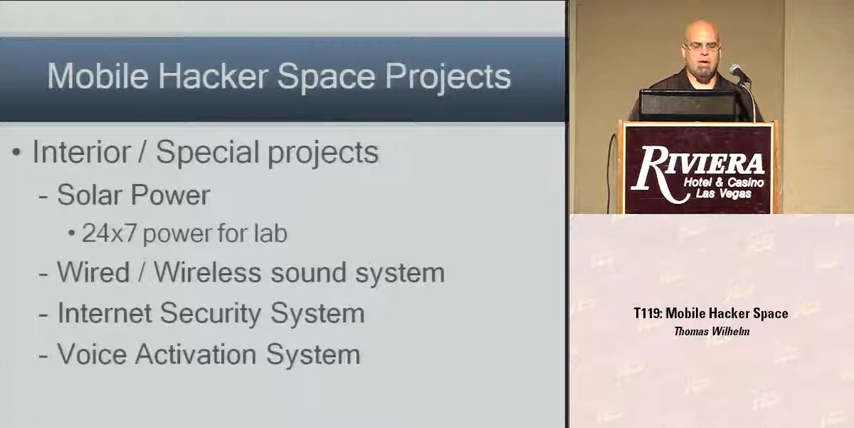 Mobile Hacker Space Projects
• Interior / Special projects
- Solar Power
• 24x7 power for lab
- Wired / Wireless sound system
- Internet Security System
- Voice Activation System
RIVIERA
Hotel & Casino
Las Vegas
T119: Mobile Hacker Space
Thomas Wilhelm